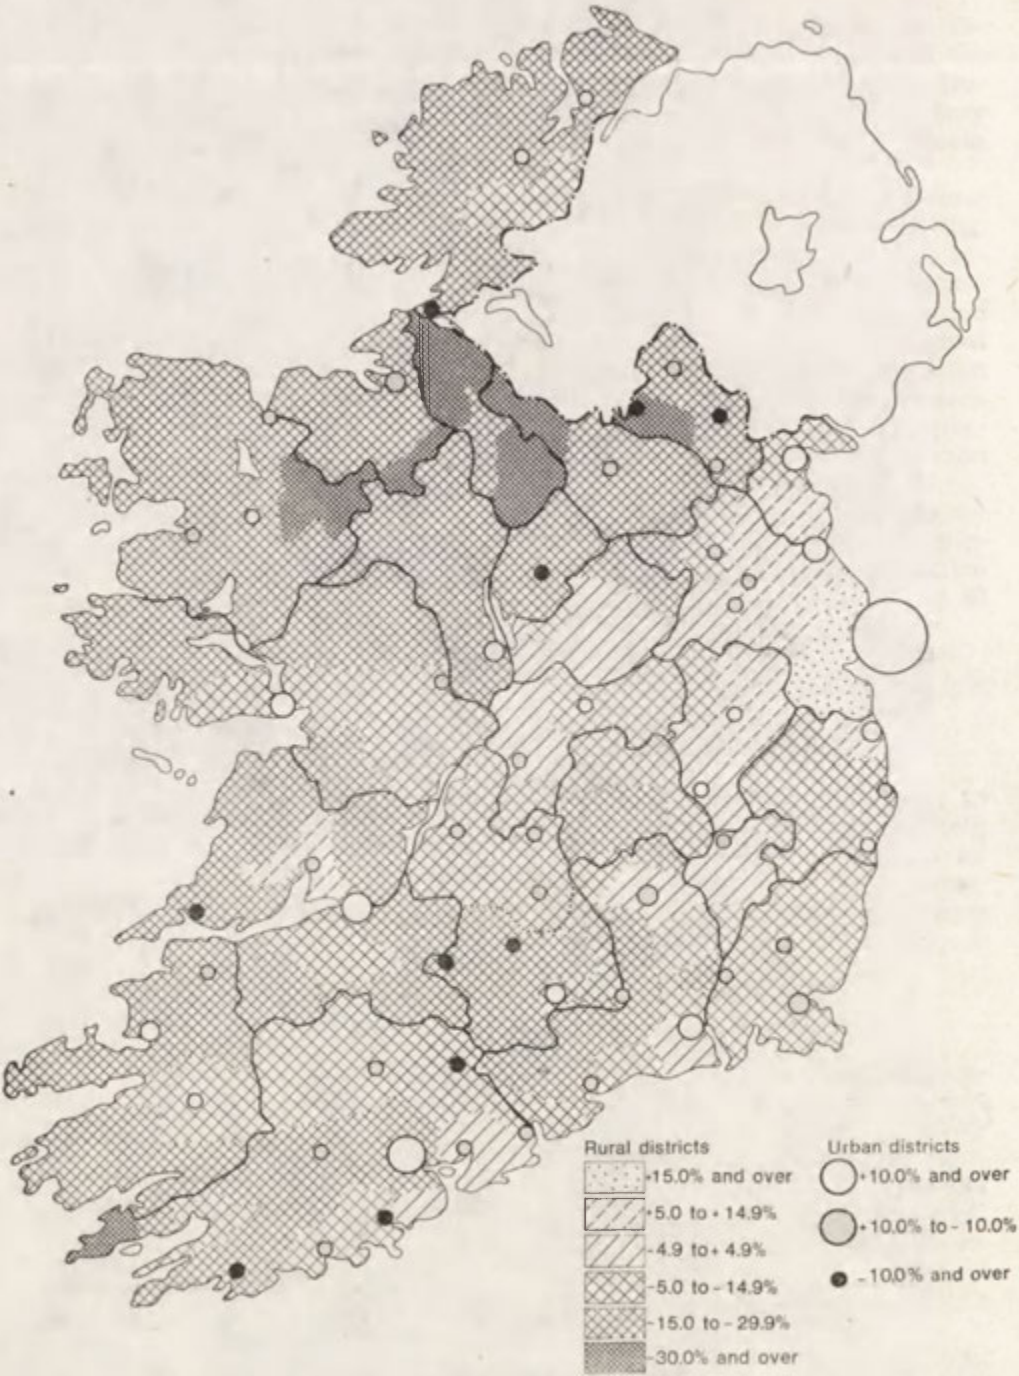 Rural districts
+15.0% and over
+5.0 to + 14.9%
-4.9 to + 4.9%
-5.0 to - 14.9%
-15.0 to - 29.9%
-30.0% and over
Urban districts
+10.0% and over
+10.0% to - 10.0%
-10.0% and over